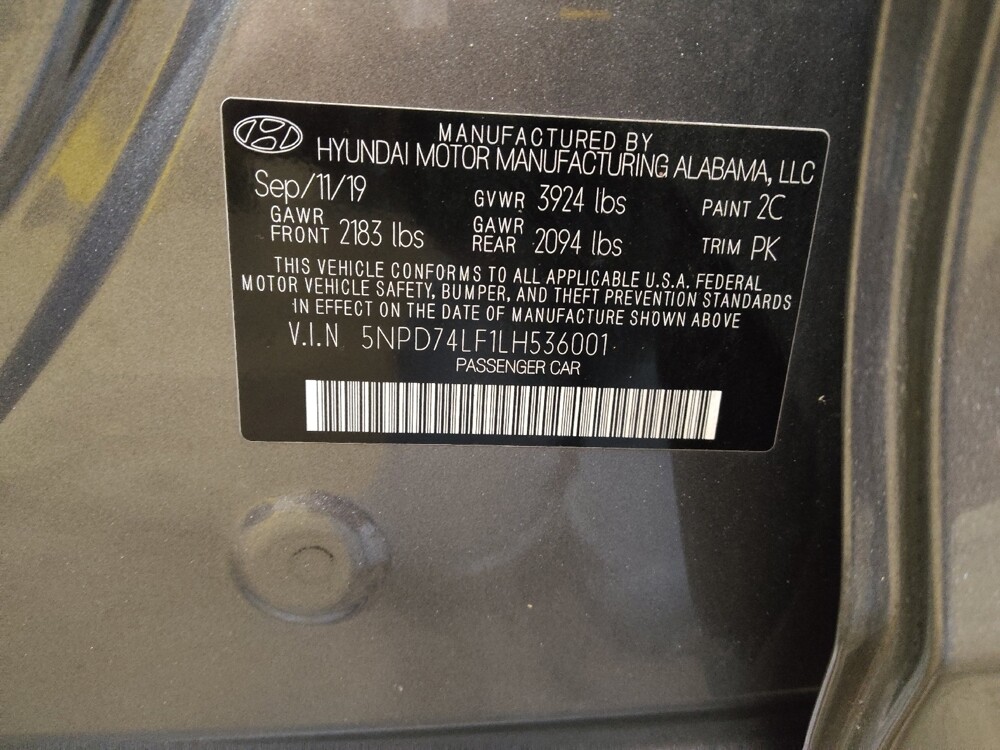 MANUFACTURED BY
HYUNDAI MOTOR MANUFACTURING ALABAMA, LLC
Sep/11/19 GVWR 3924 lbs PAINT 2C
GAWR FRONT 2183 lbs GAWR REAR 2094 lbs TRIM PK
THIS VEHICLE CONFORMS TO ALL APPLICABLE U.S.A. FEDERAL
MOTOR VEHICLE SAFETY, BUMPER, AND THEFT PREVENTION STANDARDS
IN EFFECT ON THE DATE OF MANUFACTURE SHOWN ABOVE
V.I.N 5NPD74LF1LH536001
PASSENGER CAR